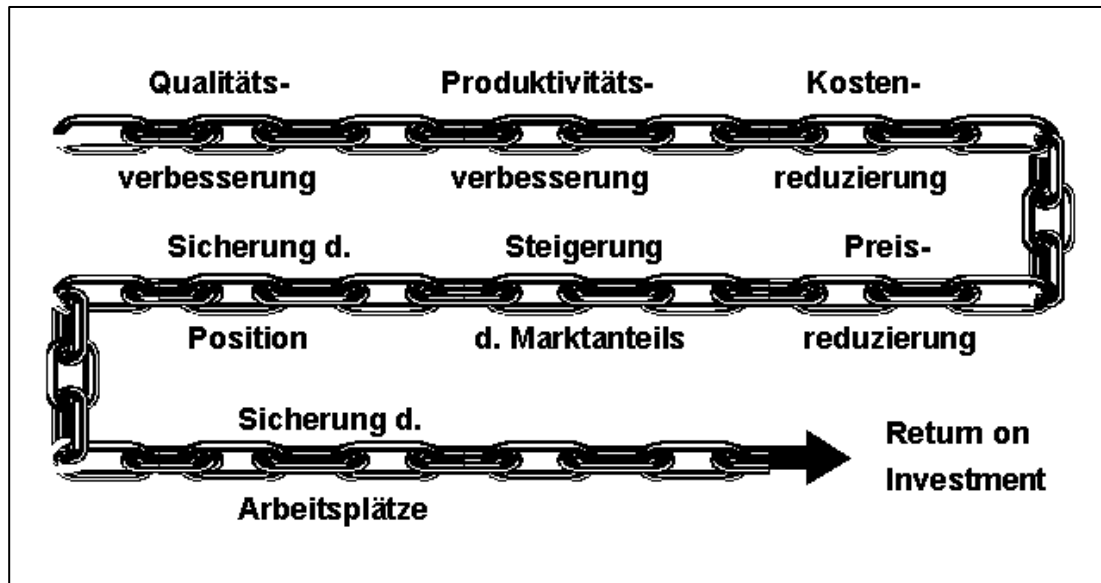 Qualitäts- Produktivitäts- Kosten-
verbesserung verbesserung reduzierung
Sicherung d. Steigerung Preis-
Position d. Marktanteils reduzierung
Sicherung d.
Arbeitsplätze
Return on
Investment